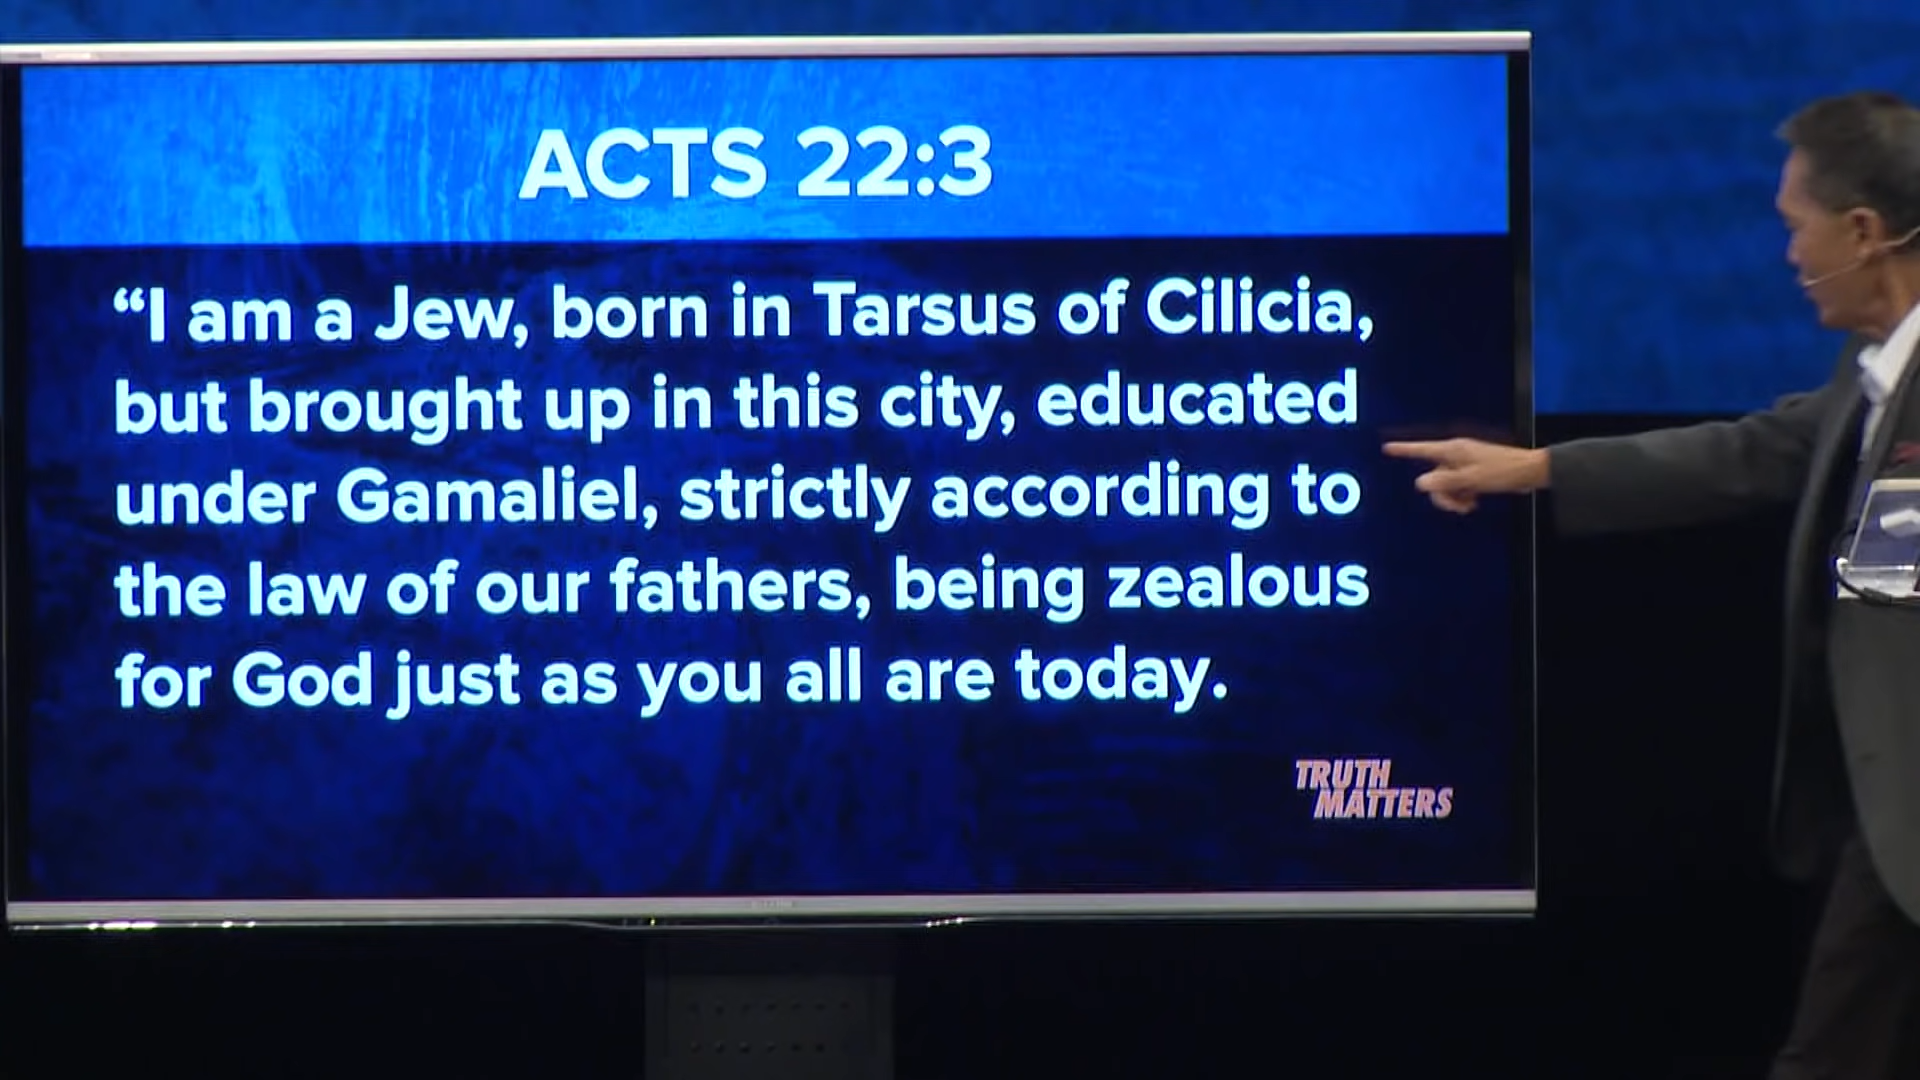 ACTS 22:3
“I am a Jew, born in Tarsus of Cilicia,
but brought up in this city, educated
under Gamaliel, strictly according to
the law of our fathers, being zealous
for God just as you all are today.
TRUTH
MATTERS